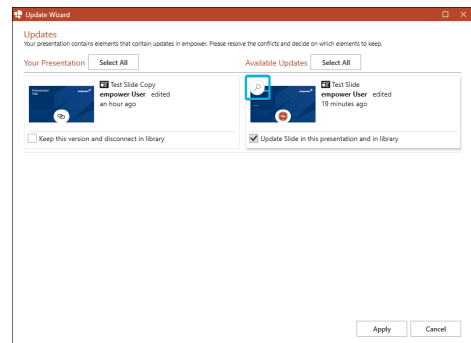 Update Wizard
Updates
Your presentation contains elements that contain updates in empower. Please resolve the conflicts and decide on which elements to keep.
Your Presentation Select All Available Updates Select All
Test Slide Copy
empower User edited
an hour ago
Presentation
Title
Keep this version and disconnect in library
Test Slide
empower User edited
19 minutes ago
Update Slide in this presentation and in library
Apply Cancel